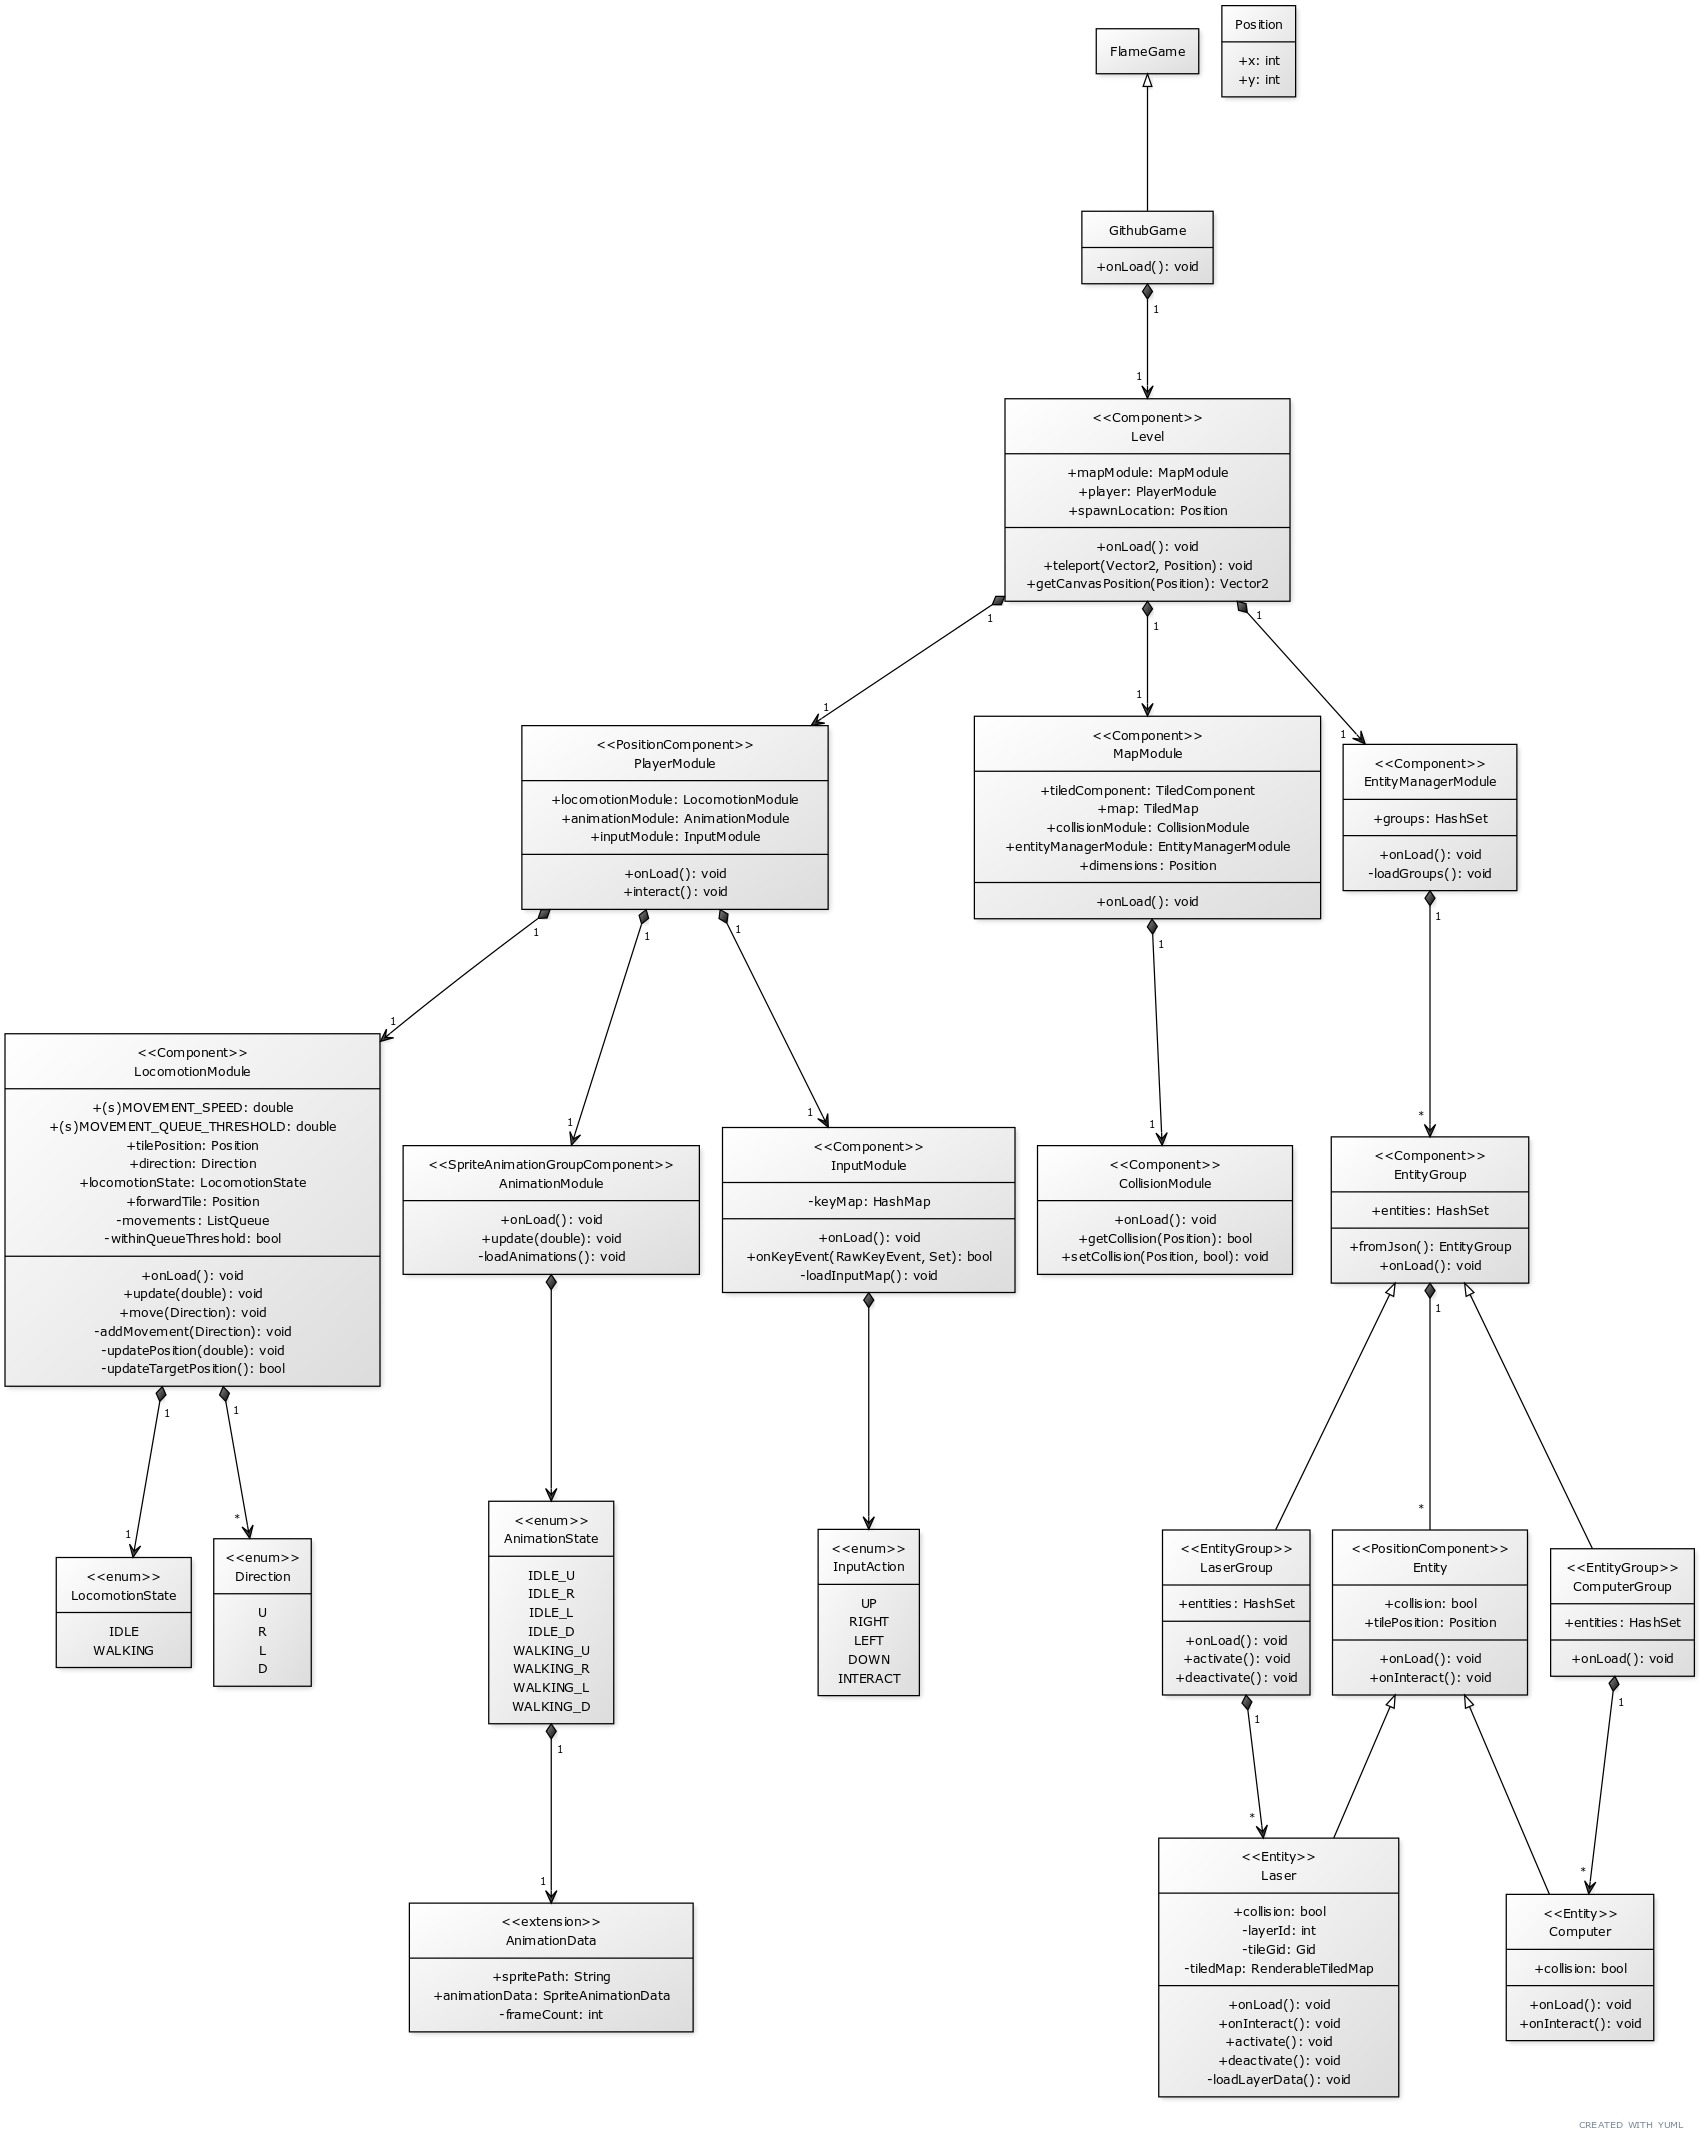 FlameGame
Position
+x: int
+y: int
GithubGame
+onLoad(): void
1
1
<<Component>>
Level
+mapModule: MapModule
+player: PlayerModule
+spawnLocation: Position
+onLoad(): void
+teleport(Vector2, Position): void
+getCanvasPosition(Position): Vector2
1
1
1
1
1
1
<<PositionComponent>>
PlayerModule
+locomotionModule: LocomotionModule
+animationModule: AnimationModule
+inputModule: InputModule
+onLoad(): void
+interact(): void
<<Component>>
MapModule
+tiledComponent: TiledComponent
+map: TiledMap
+collisionModule: CollisionModule
+entityManagerModule: EntityManagerModule
+dimensions: Position
+onLoad(): void
<<Component>>
EntityManagerModule
+groups: HashSet
+onLoad(): void
-loadGroups(): void
1
1
1
1
1
1
1
1
1
1
*
<<Component>>
LocomotionModule
+(s)MOVEMENT_SPEED: double
+(s)MOVEMENT_QUEUE_THRESHOLD: double
+tilePosition: Position
+direction: Direction
+locomotionState: LocomotionState
+forwardTile: Position
-movements: ListQueue
-withinQueueThreshold: bool
+onLoad(): void
+update(double): void
+move(Direction): void
-addMovement(Direction): void
-updatePosition(double): void
-updateTargetPosition(): bool
<<SpriteAnimationGroupComponent>>
AnimationModule
+onLoad(): void
+update(double): void
-loadAnimations(): void
<<Component>>
InputModule
-keyMap: HashMap
+onLoad(): void
+onKeyEvent(RawKeyEvent, Set): bool
-loadInputMap(): void
<<Component>>
CollisionModule
+onLoad(): void
+getCollision(Position): bool
+setCollision(Position, bool): void
<<Component>>
EntityGroup
+entities: HashSet
+fromJson(): EntityGroup
+onLoad(): void
1
1
1
*
1
*
<<enum>>
LocomotionState
IDLE
WALKING
<<enum>>
Direction
U
R
L
D
<<enum>>
AnimationState
IDLE_U
IDLE_R
IDLE_L
IDLE_D
WALKING_U
WALKING_R
WALKING_L
WALKING_D
<<enum>>
InputAction
UP
RIGHT
LEFT
DOWN
INTERACT
<<EntityGroup>>
LaserGroup
+entities: HashSet
+onLoad(): void
+activate(): void
+deactivate(): void
<<PositionComponent>>
Entity
+collision: bool
+tilePosition: Position
+onLoad(): void
+onInteract(): void
<<EntityGroup>>
ComputerGroup
+entities: HashSet
+onLoad(): void
1
1
1
*
1
*
<<extension>>
AnimationData
+spritePath: String
+animationData: SpriteAnimationData
-frameCount: int
<<Entity>>
Laser
+collision: bool
-layerId: int
-tileGid: Gid
-tiledMap: RenderableTiledMap
+onLoad(): void
+onInteract(): void
+activate(): void
+deactivate(): void
-loadLayerData(): void
<<Entity>>
Computer
+collision: bool
+onLoad(): void
+onInteract(): void
CREATED WITH YUML